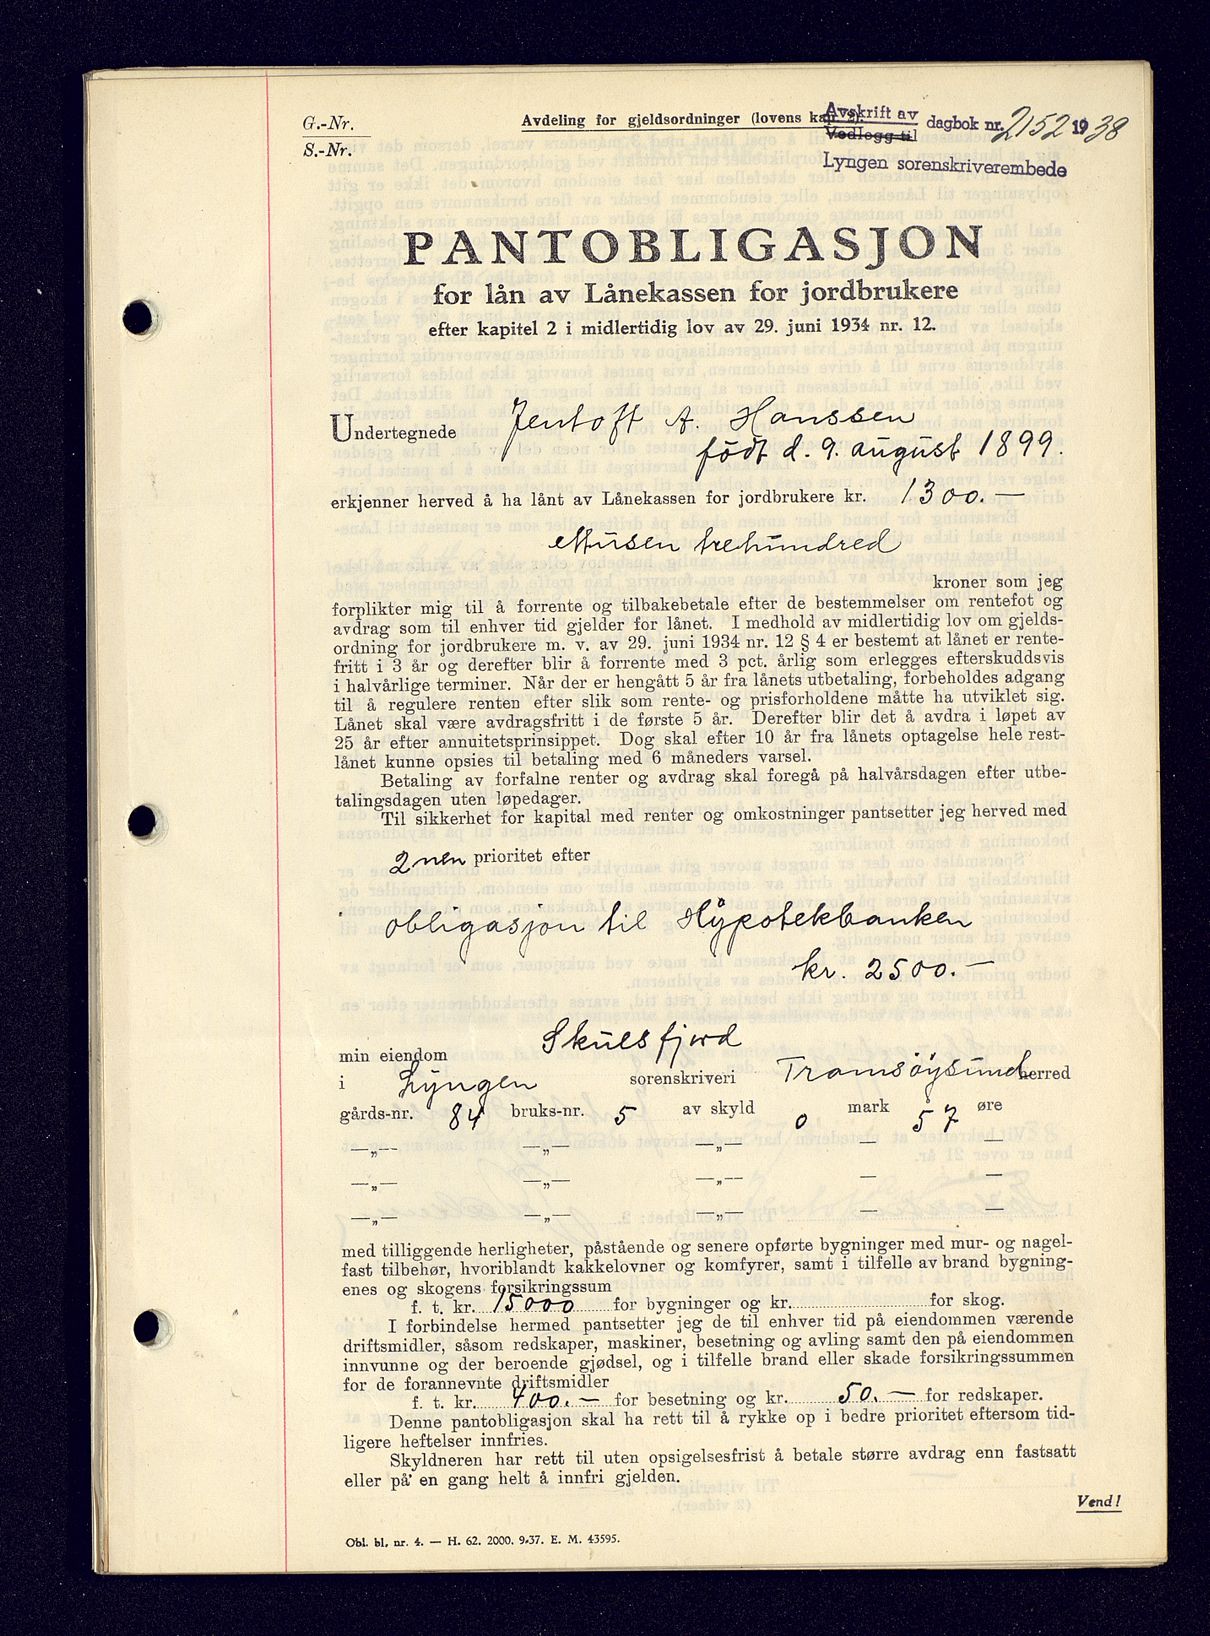 G.-Nr.
S.-Nr.
Avdeling for gjeldsordninger (lovens kap. 2).
Avskrift av
Vedlegg til
dagbok nr. 2152 1938
Lyngen sorenskriverembede
PANTOBLIGASJON
for lån av Lånekassen for jordbrukere
efter kapitel 2 i midlertidig lov av 29. juni 1934 nr. 12.
Undertegnede Jentoft A. Hanssen
født d. 9. august 1899.
erkjenner herved å ha lånt av Lånekassen for jordbrukere kr. 1300.—
ettusen trehundred
kroner som jeg
forplikter mig til å forrente og tilbakebetale efter de bestemmelser om rentefot og
avdrag som til enhver tid gjelder for lånet. I medhold av midlertidig lov om gjelds-
ordning for jordbrukere m. v. av 29. juni 1934 nr. 12 § 4 er bestemt at lånet er rente-
fritt i 3 år og derefter blir å forrente med 3 pct. årlig som erlegges efterskuddsvis
i halvårlige terminer. Når der er hengått 5 år fra lånets utbetaling, forbeholdes adgang
til å regulere renten efter slik som rente- og prisforholdene måtte ha utviklet sig.
Lånet skal være avdragsfritt i de første 5 år. Derefter blir det å avdra i løpet av
25 år efter annuitetsprinsippet. Dog skal efter 10 år fra lånets optagelse hele rest-
lånet kunne opsies til betaling med 6 måneders varsel.
Betaling av forfalne renter og avdrag skal foregå på halvårsdagen efter utbe-
talingsdagen uten løpedager.
Til sikkerhet for kapital med renter og omkostninger pantsetter jeg herved med
2nen prioritet efter
obligasjon til Hypotekbanken
kr. 2500.—
min eiendom Skulsfjord
i Lyngen sorenskriveri Tromsøysund herred
gårds-nr. 84 bruks-nr. 5 av skyld 0 mark 57 øre
—„— —„— —„— — —
—„— —„— —„— — —
—„— —„— —„— — —
med tilliggende herligheter, påstående og senere opførte bygninger med mur- og nagel-
fast tilbehør, hvoriblandt kakkelovner og komfyrer, samt i tilfelle av brand bygning-
enes og skogens forsikringssum
f. t. kr. 15000 for bygninger og kr. for skog.
I forbindelse hermed pantsetter jeg de til enhver tid på eiendommen værende
driftsmidler, såsom redskaper, maskiner, besetning og avling samt den på eiendommen
innvunne og der beroende gjødsel, og i tilfelle brand eller skade forsikringssummen
for de forannevnte driftsmidler
f. t. kr. 400.— for besetning og kr. 50.— for redskaper.
Denne pantobligasjon skal ha rett til å rykke op i bedre prioritet eftersom tid-
ligere heftelser innfries.
Skyldneren har rett til uten opsigelsesfrist å betale større avdrag enn fastsatt
eller på en gang helt å innfri gjelden.
Vend!
Obl. bl. nr. 4. — H. 62. 2000. 9.37. E. M. 43595.